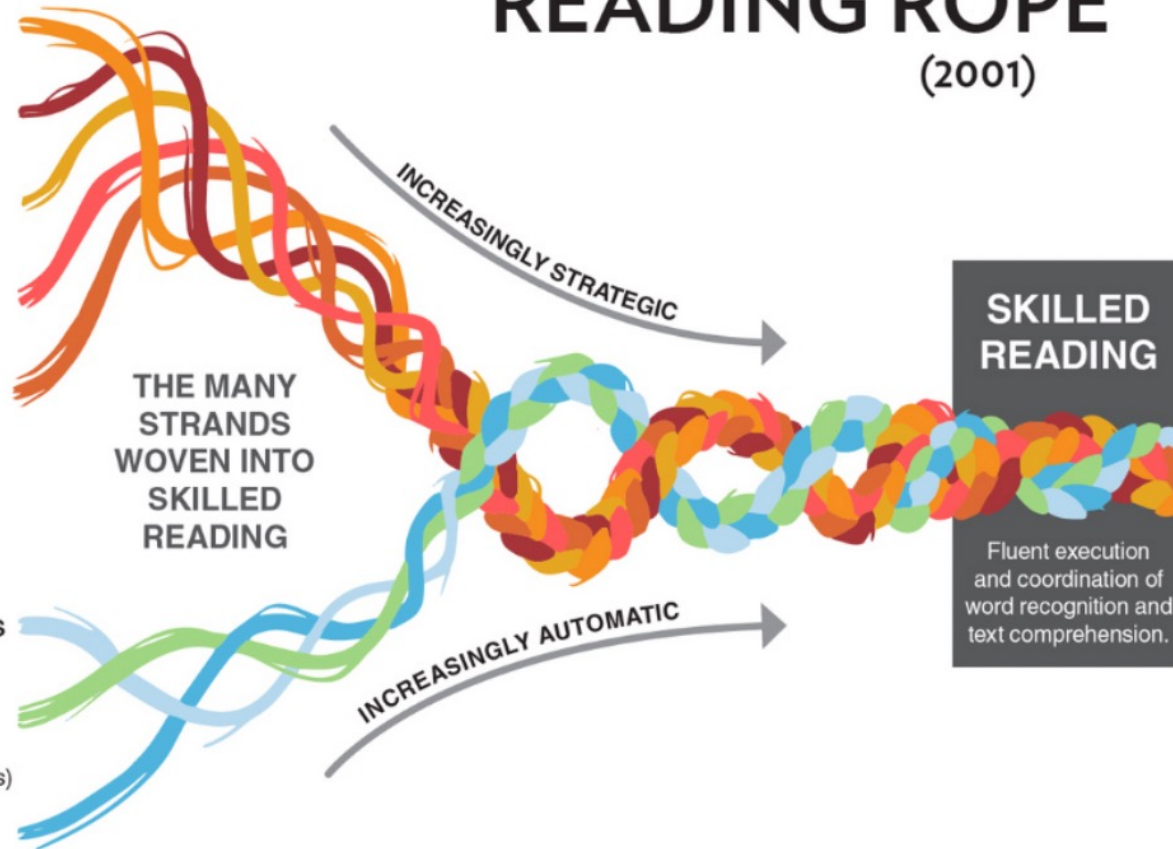 READING ROPE
(2001)
INCREASINGLY STRATEGIC
THE MANY
STRANDS
WOVEN INTO
SKILLED
READING
SKILLED
READING
Fluent execution
and coordination of
word recognition and
text comprehension.
INCREASINGLY AUTOMATIC
s
s)